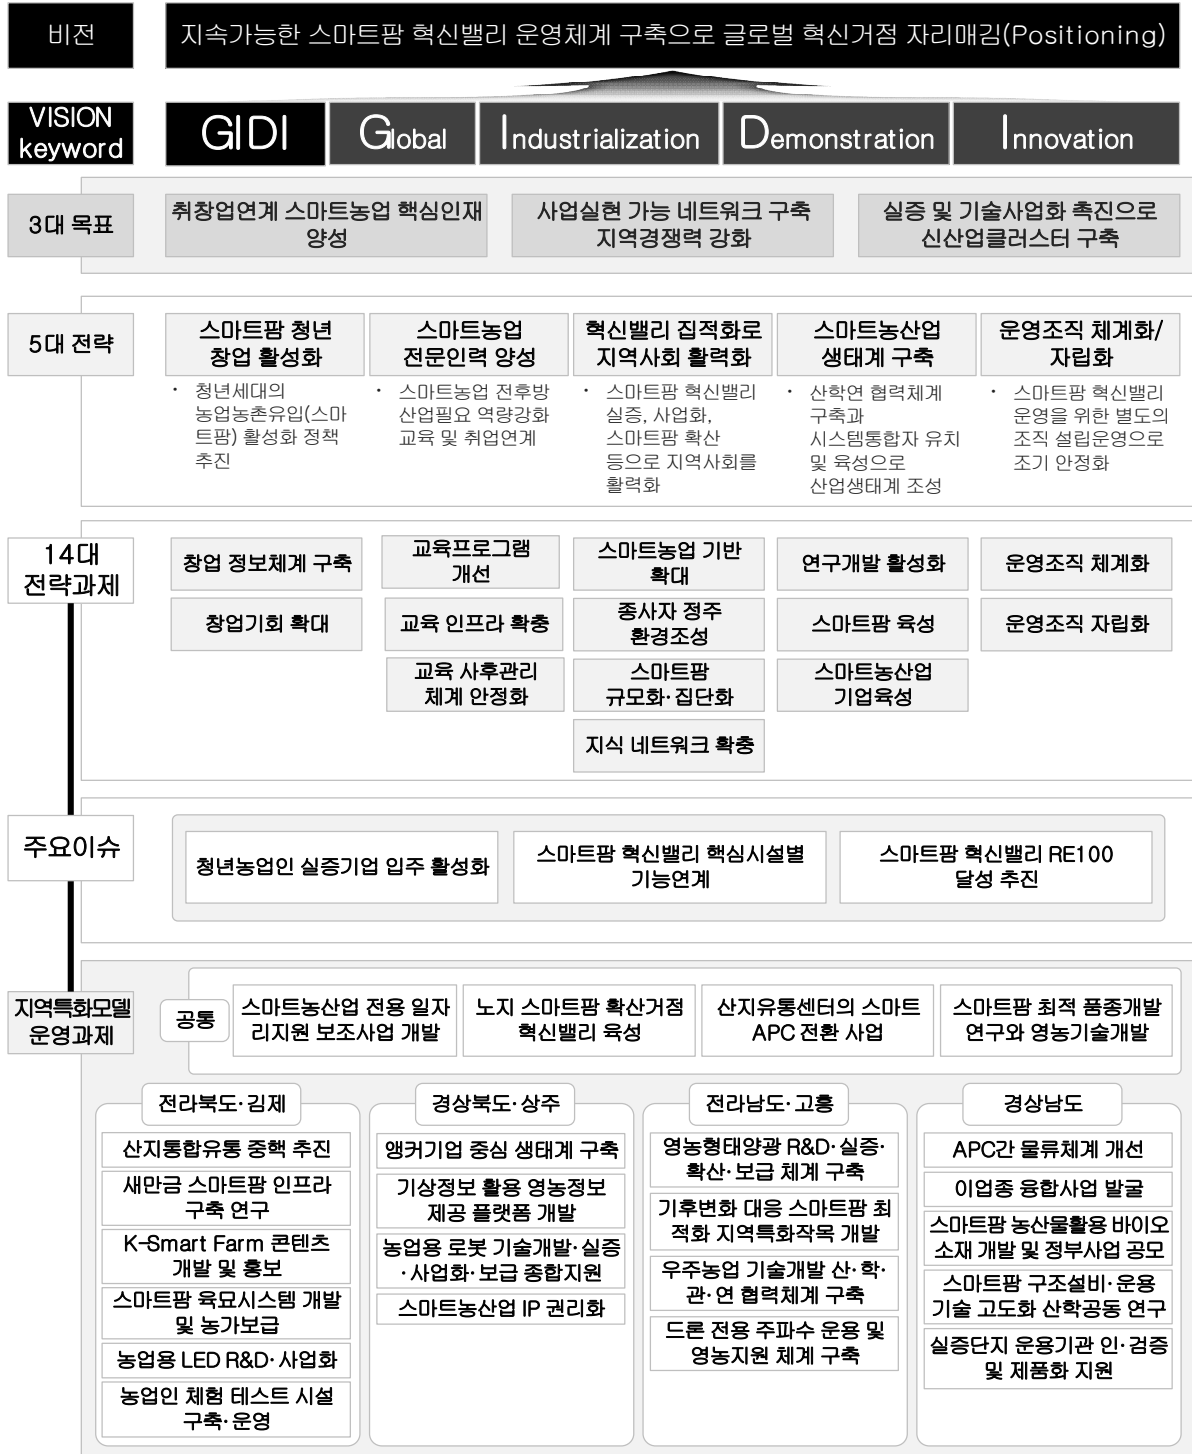 비전
지속가능한 스마트팜 혁신밸리 운영체계 구축으로 글로벌 혁신거점 자리매김(Positioning)
VISION
keyword
GIDI
Global
Industrialization
Demonstration
Innovation
3대 목표
취창업연계 스마트농업 핵심인재
양성
사업실현 가능 네트워크 구축
지역경쟁력 강화
실증 및 기술사업화 촉진으로
신산업클러스터 구축
5대 전략
스마트팜 청년
창업 활성화
스마트농업
전문인력 양성
혁신밸리 집적화로
지역사회 활력화
스마트농산업
생태계 구축
운영조직 체계화/
자립화
· 청년세대의
농업농촌유입(스마
트팜) 활성화 정책
추진
· 스마트농업 전후방
산업필요 역량강화
교육 및 취업연계
· 스마트팜 혁신밸리
실증, 사업화,
스마트팜 확산
등으로 지역사회를
활력화
· 산학연 협력체계
구축과
시스템통합자 유치
및 육성으로
산업생태계 조성
· 스마트팜 혁신밸리
운영을 위한 별도의
조직 설립운영으로
조기 안정화
14대
전략과제
창업 정보체계 구축
창업기회 확대
교육프로그램
개선
교육 인프라 확충
교육 사후관리
체계 안정화
스마트농업 기반
확대
종사자 정주
환경조성
스마트팜
규모화·집단화
지식 네트워크 확충
연구개발 활성화
스마트팜 육성
스마트농산업
기업육성
운영조직 체계화
운영조직 자립화
주요이슈
청년농업인 실증기업 입주 활성화
스마트팜 혁신밸리 핵심시설별
기능연계
스마트팜 혁신밸리 RE100
달성 추진
지역특화모델
운영과제
공통
스마트농산업 전용 일자
리지원 보조사업 개발
노지 스마트팜 확산거점
혁신밸리 육성
산지유통센터의 스마트
APC 전환 사업
스마트팜 최적 품종개발
연구와 영농기술개발
전라북도·김제
산지통합유통 중핵 추진
새만금 스마트팜 인프라
구축 연구
K-Smart Farm 콘텐츠
개발 및 홍보
스마트팜 육묘시스템 개발
및 농가보급
농업용 LED R&D·사업화
농업인 체험 테스트 시설
구축·운영
경상북도·상주
앵커기업 중심 생태계 구축
기상정보 활용 영농정보
제공 플랫폼 개발
농업용 로봇 기술개발·실증
·사업화·보급 종합지원
스마트농산업 IP 권리화
전라남도·고흥
영농형태양광 R&D·실증·
확산·보급 체계 구축
기후변화 대응 스마트팜 최
적화 지역특화작목 개발
우주농업 기술개발 산·학·
관·연 협력체계 구축
드론 전용 주파수 운용 및
영농지원 체계 구축
경상남도
APC간 물류체계 개선
이업종 융합사업 발굴
스마트팜 농산물활용 바이오
소재 개발 및 정부사업 공모
스마트팜 구조설비·운용
기술 고도화 산학공동 연구
실증단지 운용기관 인·검증
및 제품화 지원